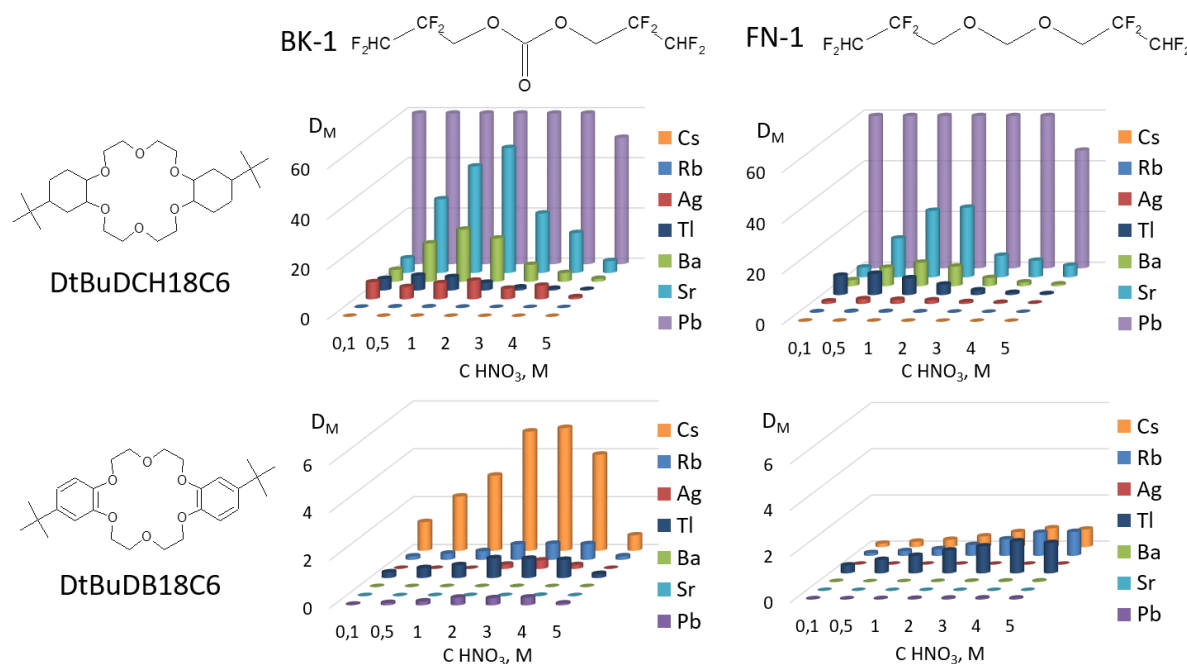 BK-1
F₂HC CF₂ O O CF₂ CHF₂
O
FN-1
F₂HC CF₂ O O CF₂ CHF₂
O
O O
O O
O
DtBuDCH18C6
D_M
60
40
20
0
0,1 0,5 1 2 3 4 5
C HNO₃, M
Cs
Rb
Ag
Tl
Ba
Sr
Pb
D_M
60
40
20
0
0,1 0,5 1 2 3 4 5
C HNO₃, M
Cs
Rb
Ag
Tl
Ba
Sr
Pb
O
O O
O O
O
DtBuDB18C6
D_M
6
4
2
0
0,1 0,5 1 2 3 4 5
C HNO₃, M
Cs
Rb
Ag
Tl
Ba
Sr
Pb
D_M
6
4
2
0
0,1 0,5 1 2 3 4 5
C HNO₃, M
Cs
Rb
Ag
Tl
Ba
Sr
Pb